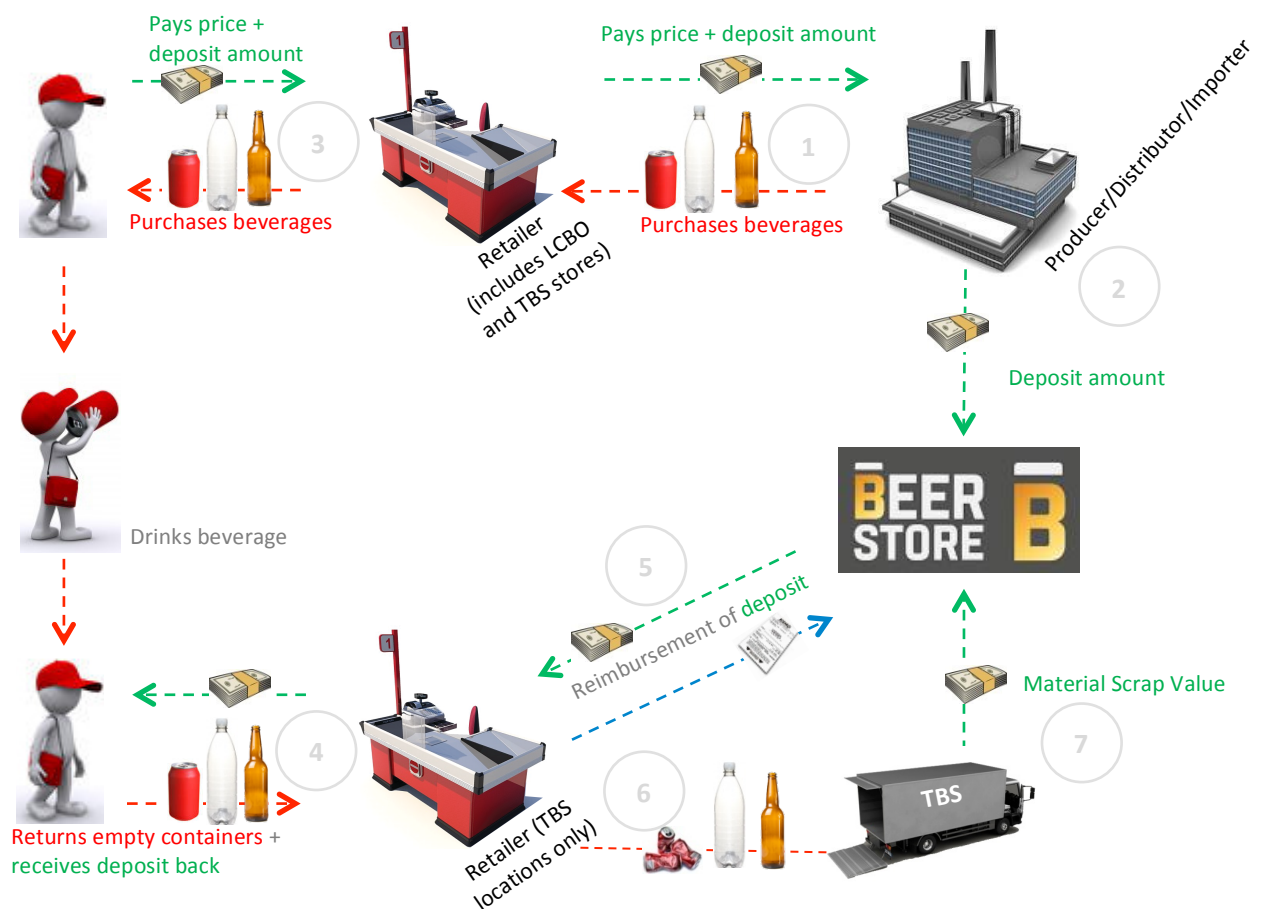 Pays price +
deposit amount
1
3
Purchases beverages
Retailer
(includes LCBO
and TBS stores)
Pays price + deposit amount
1
Purchases beverages
Producer/Distributor/Importer
2
Deposit amount
BEER
STORE
B
Drinks beverage
5
Reimbursement of deposit
1
4
Returns empty containers +
receives deposit back
Retailer (TBS
locations only)
6
TBS
Material Scrap Value
7